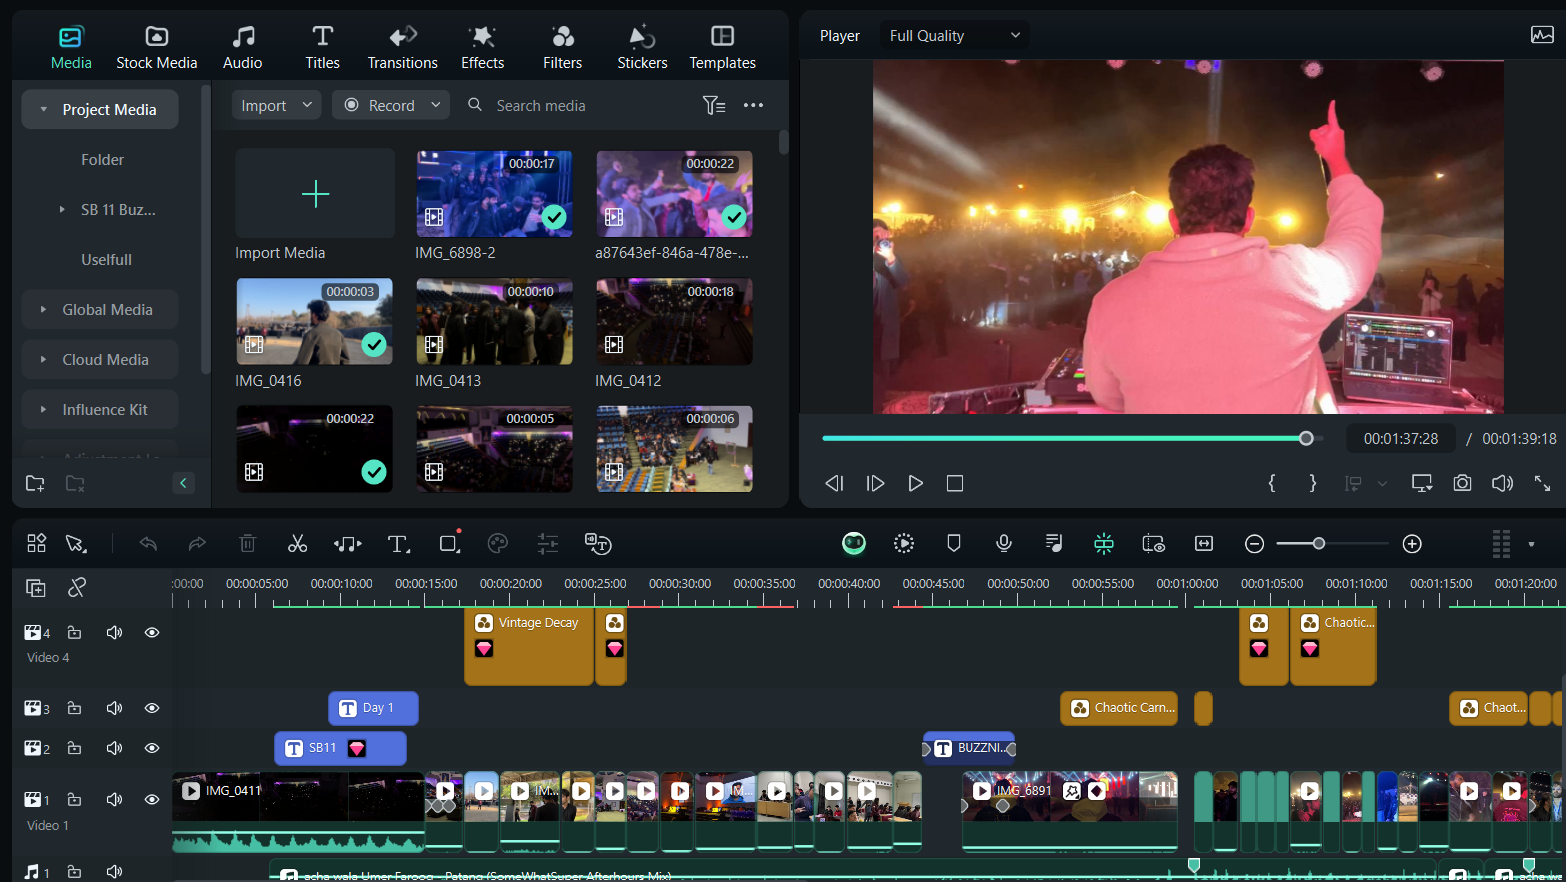 Media
Stock Media
Audio
Titles
Transitions
Effects
Filters
Stickers
Templates
Player
Full Quality
Project Media
Import
Record
Search media
Folder
SB 11 Buz...
Uselfull
Global Media
Cloud Media
Influence Kit
Import Media
00:00:17
IMG_6898-2
00:00:22
a87643ef-846a-478e-...
00:00:03
IMG_0416
00:00:10
IMG_0413
00:00:18
IMG_0412
00:00:22
00:00:05
00:00:06
00:01:37:28 / 00:01:39:18
:00:00 00:00:05:00 00:00:10:00 00:00:15:00 00:00:20:00 00:00:25:00 00:00:30:00 00:00:35:00 00:00:40:00 00:00:45:00 00:00:50:00 00:00:55:00 00:01:00:00 00:01:05:00 00:01:10:00 00:01:15:00 00:01:20:00
4
Video 4
Vintage Decay
Chaotic...
3
Day 1
Chaotic Carn...
Chaot...
2
SB11
BUZZNI...
1
Video 1
IMG_0411
IM...
IM...
IMG_6891
1
acha wala Umer Farooq - Patang (SomeWhatSuper Afterhours Mix)
acha wa